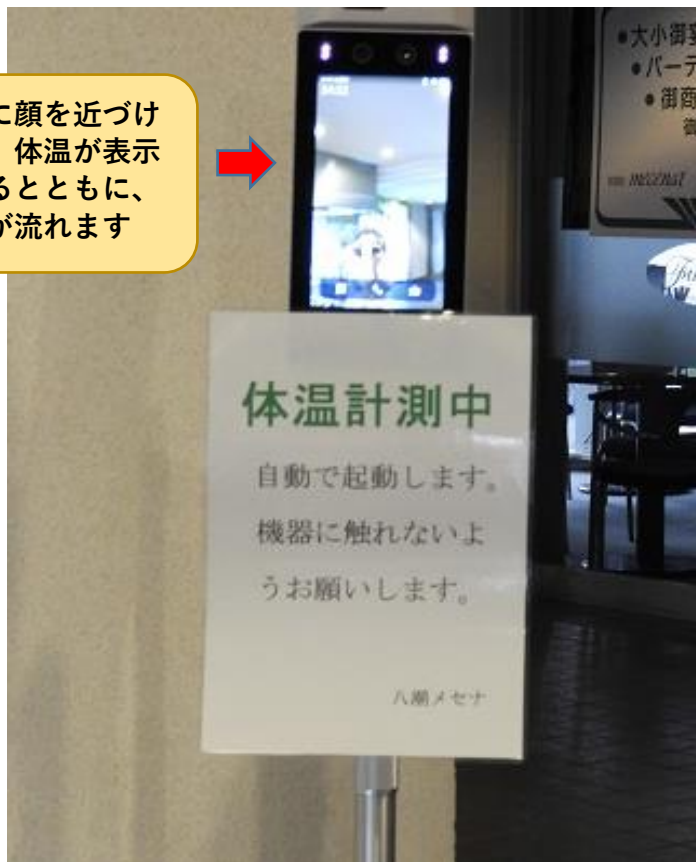 に顔を近づけ
体温が表示
るとともに、
が流れます
体温計測中
自動で起動します。
機器に触れないよ
うお願いします。
八潮メセナ
●大小御宴
●パーテ
●御商
mecenat